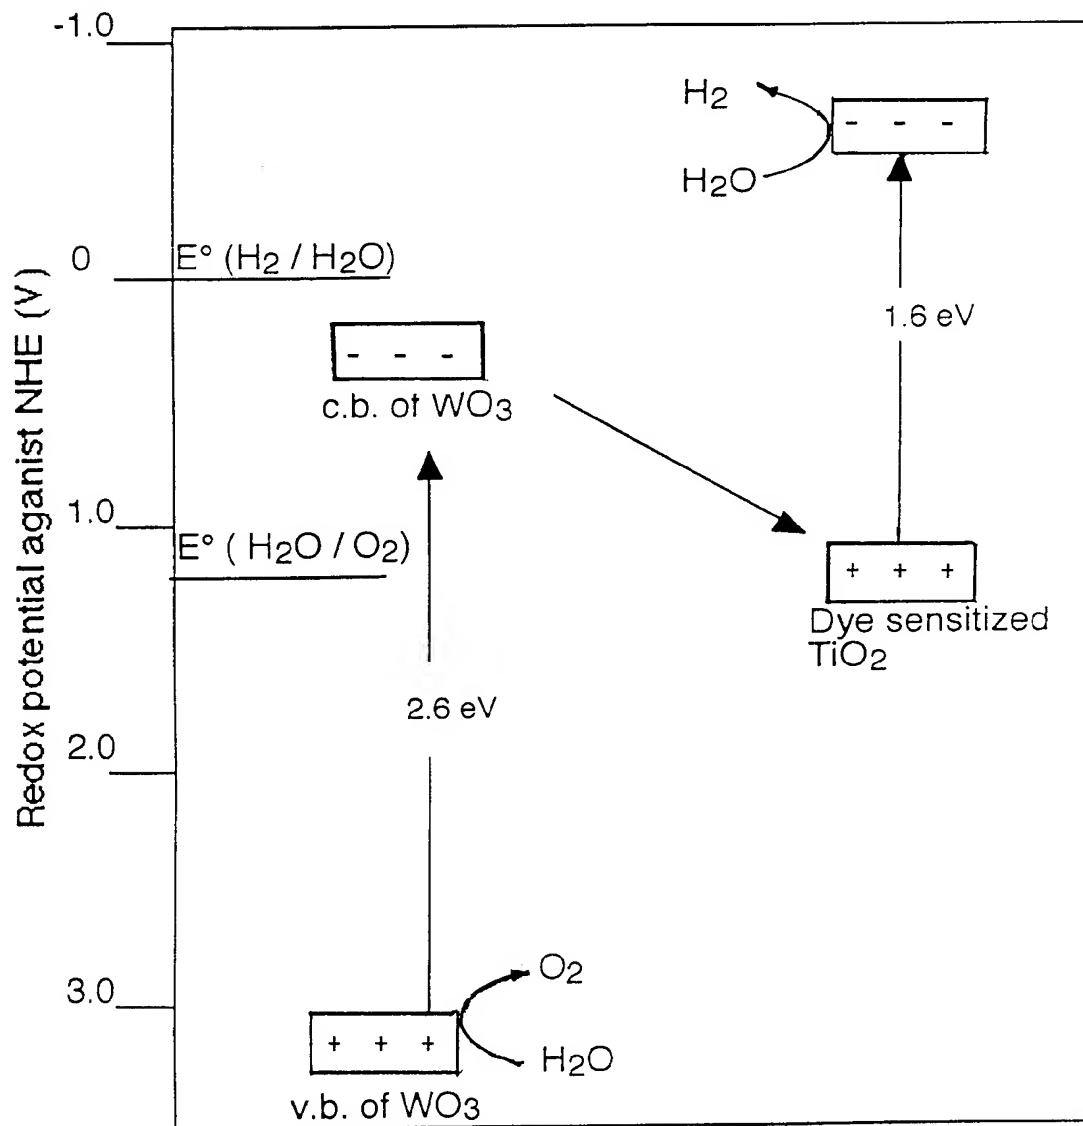 -1.0
H2
- - -
H2O
0
E° (H2 / H2O)
1.6 eV
- - -
c.b. of WO3
1.0
E° ( H2O / O2)
+ + +
Dye sensitized
TiO2
2.6 eV
2.0
O2
3.0
+ + +
H2O
v.b. of WO3
Redox potential aganist NHE (V)